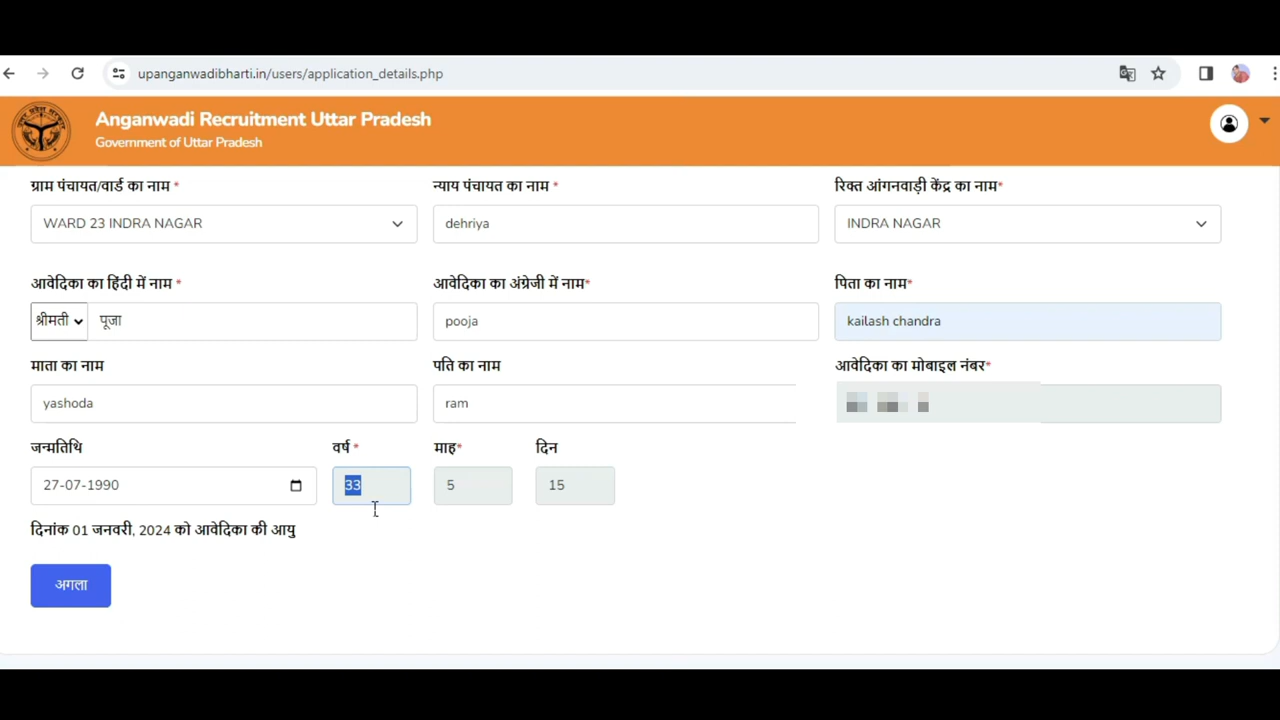 upanganwadibharti.in/users/application_details.php
Anganwadi Recruitment Uttar Pradesh
Government of Uttar Pradesh
ग्राम पंचायत/वार्ड का नाम * न्याय पंचायत का नाम * रिक्त आंगनवाड़ी केंद्र का नाम*
WARD 23 INDRA NAGAR dehriya INDRA NAGAR
आवेदिका का हिंदी में नाम * आवेदिका का अंग्रेजी में नाम* पिता का नाम*
श्रीमती पूजा pooja kailash chandra
माता का नाम पति का नाम आवेदिका का मोबाइल नंबर*
yashoda ram
जन्मतिथि वर्ष * माह* दिन
27-07-1990 33 5 15
दिनांक 01 जनवरी, 2024 को आवेदिका की आयु
अगला